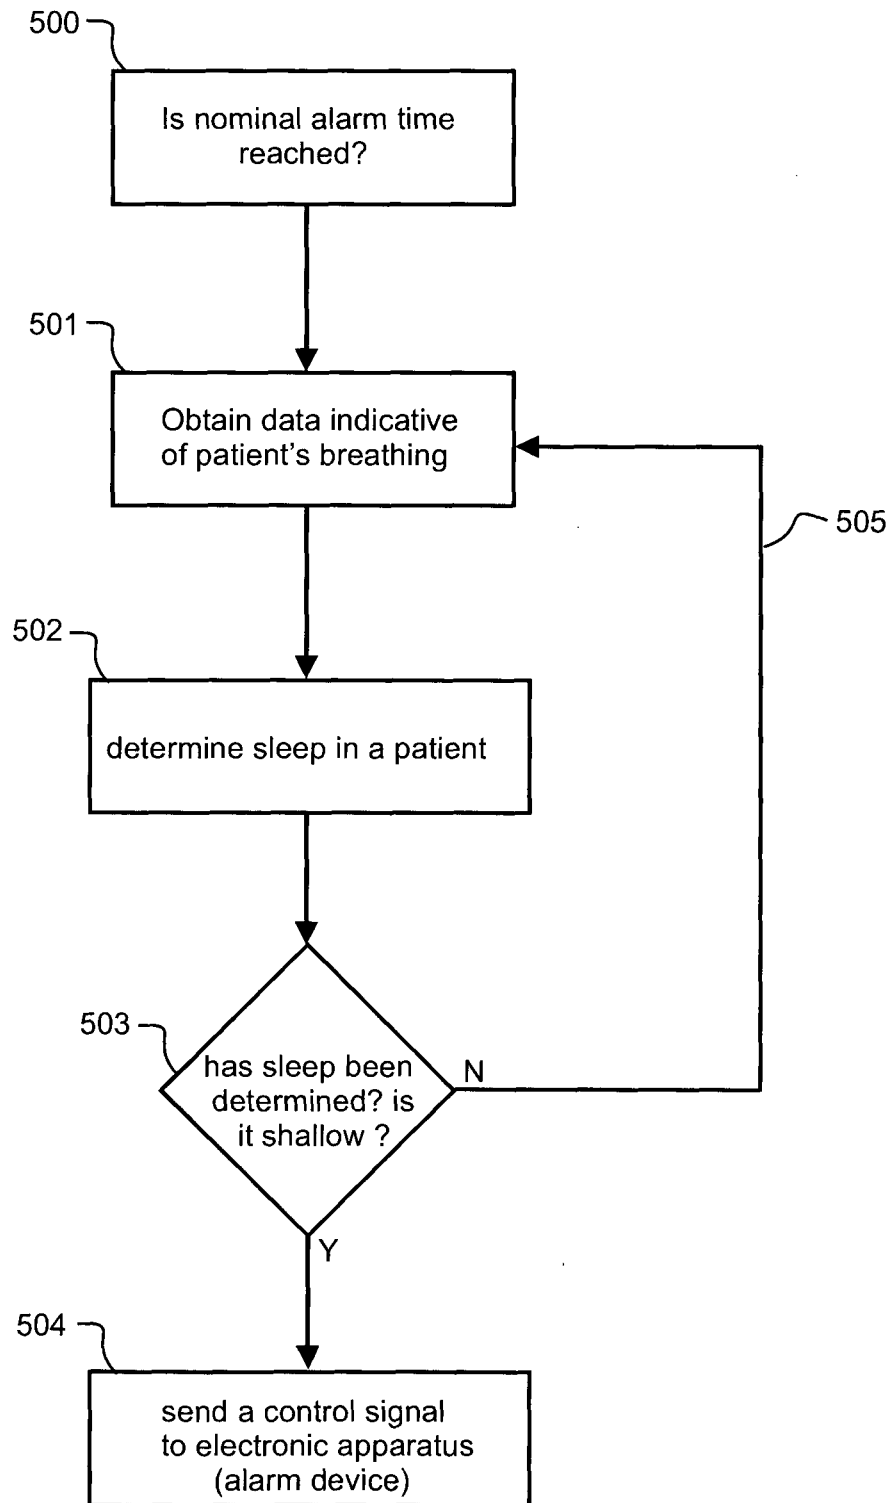 500
Is nominal alarm time
reached?
501
Obtain data indicative
of patient's breathing
505
502
determine sleep in a patient
503
has sleep been
determined? is
it shallow ?
N
Y
504
send a control signal
to electronic apparatus
(alarm device)